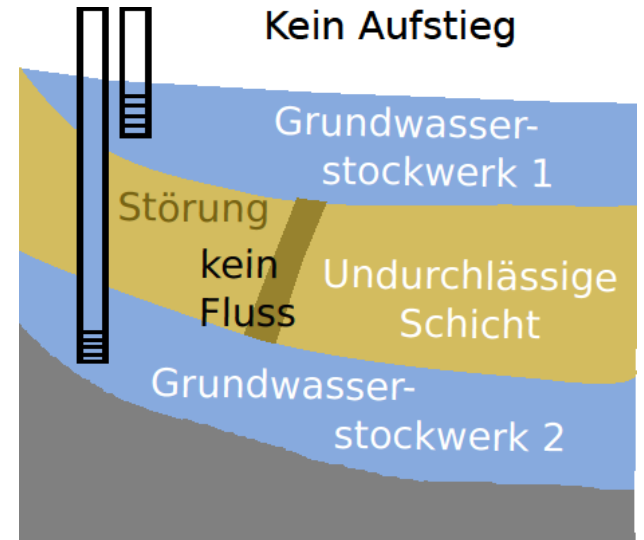 Kein Aufstieg
Grundwasser-
stockwerk 1
Störung
kein
Fluss
Undurchlässige
Schicht
Grundwasser-
stockwerk 2